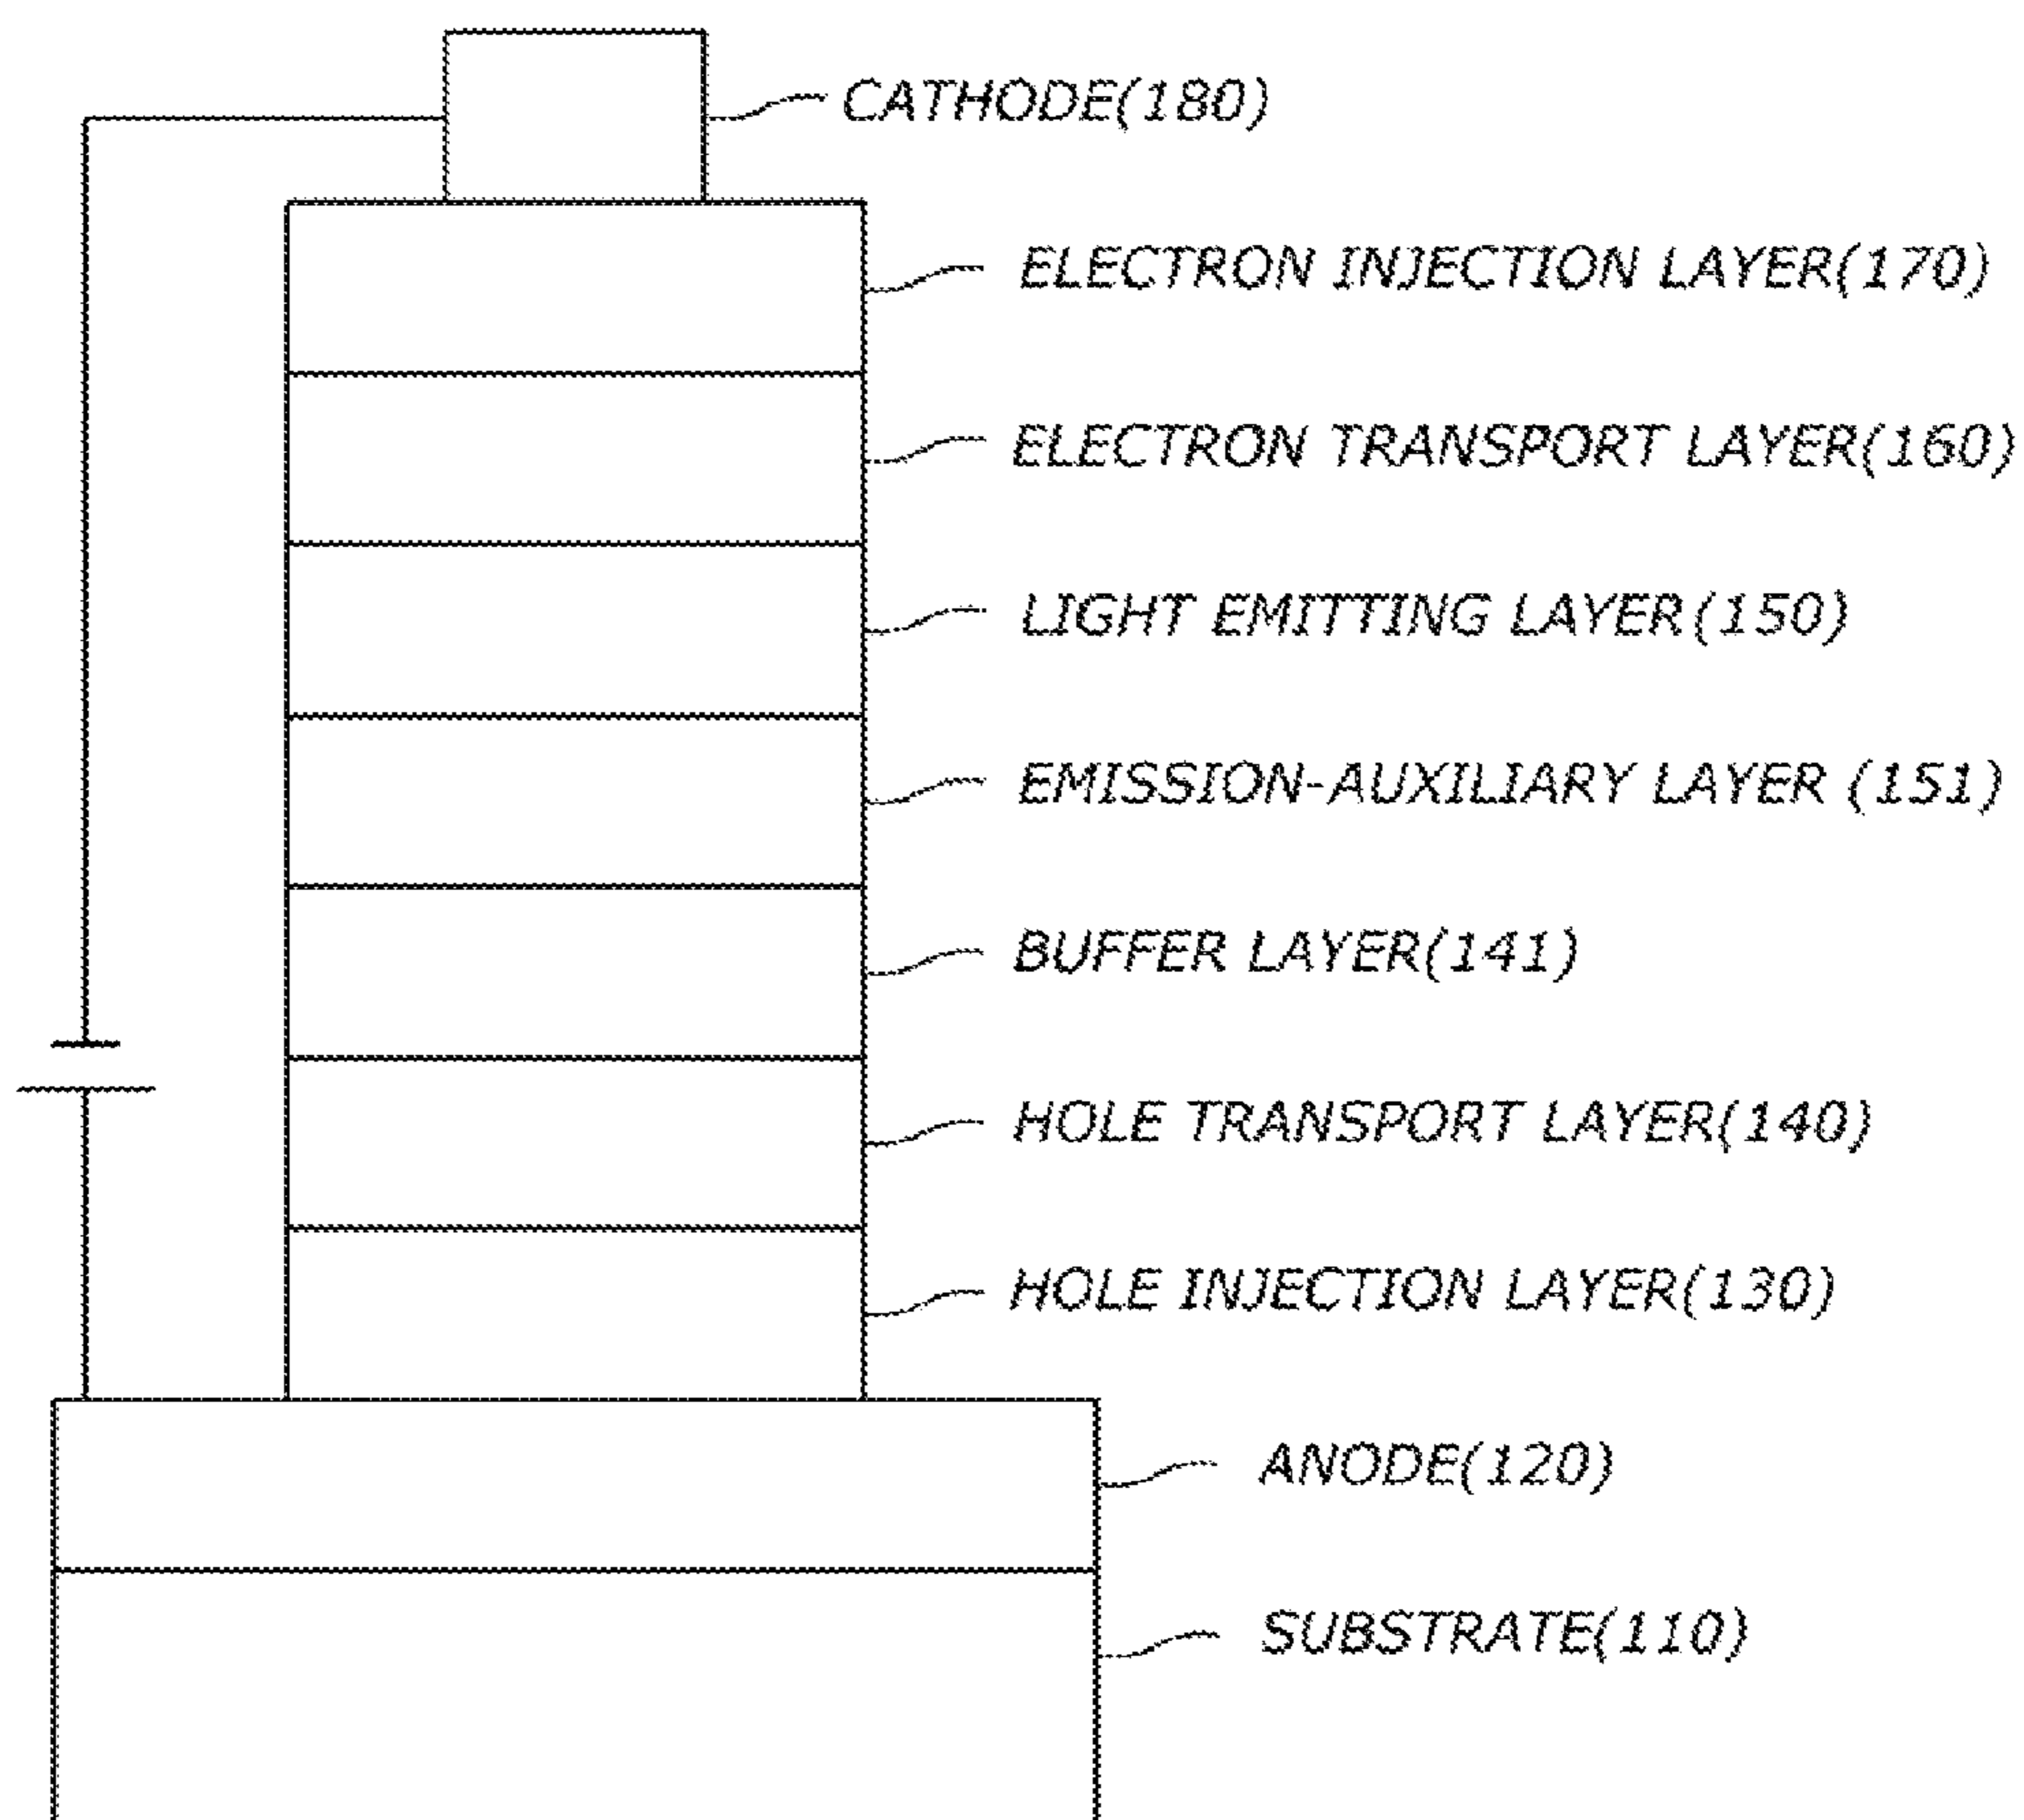 CATHODE(180)
ELECTRON INJECTION LAYER(170)
ELECTRON TRANSPORT LAYER(160)
LIGHT EMITTING LAYER(150)
EMISSION-AUXILIARY LAYER (151)
BUFFER LAYER(141)
HOLE TRANSPORT LAYER(140)
HOLE INJECTION LAYER(130)
ANODE(120)
SUBSTRATE(110)